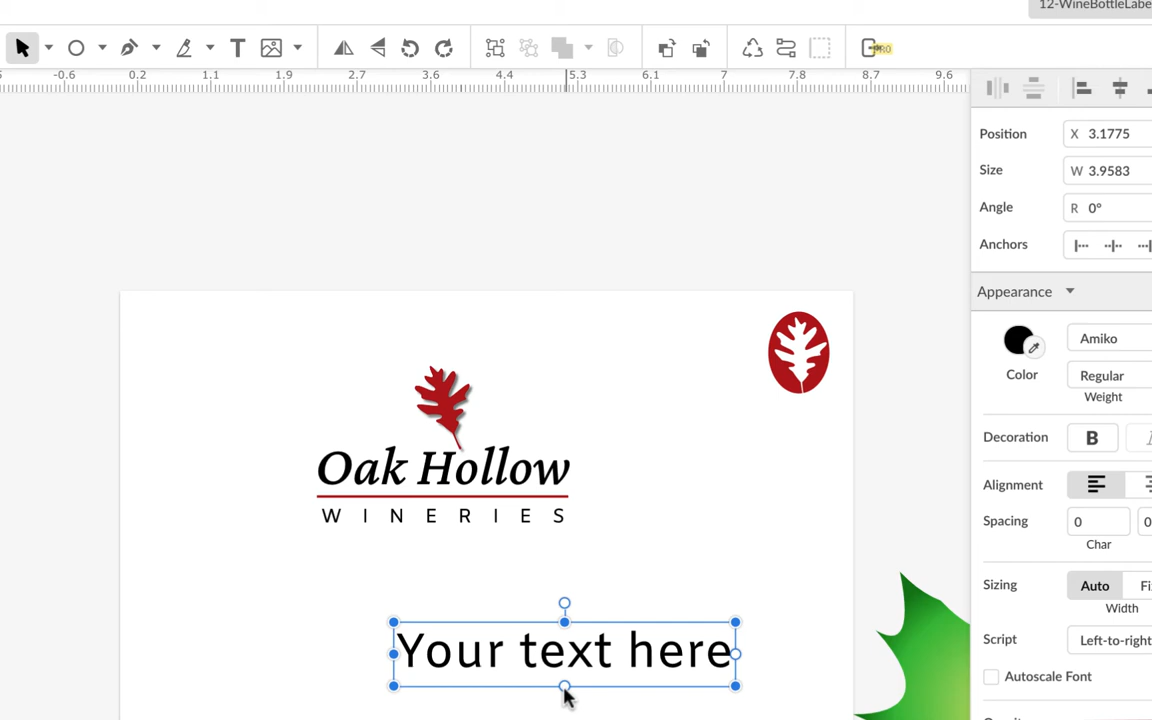 12-WineBottleLabe
T
PRO
-0.6 0.2 1.1 1.9 2.7 3.6 4.4 5.3 6.1 7 7.8 8.7 9.6
Position X 3.1775
Size W 3.9583
Angle R 0°
Anchors
Appearance
Amiko
Color Regular
Weight
Decoration B I
Alignment
Spacing 0 0
Char
Sizing Auto Fi
Width
Script Left-to-right
Autoscale Font
Oak Hollow
WINERIES
Your text here